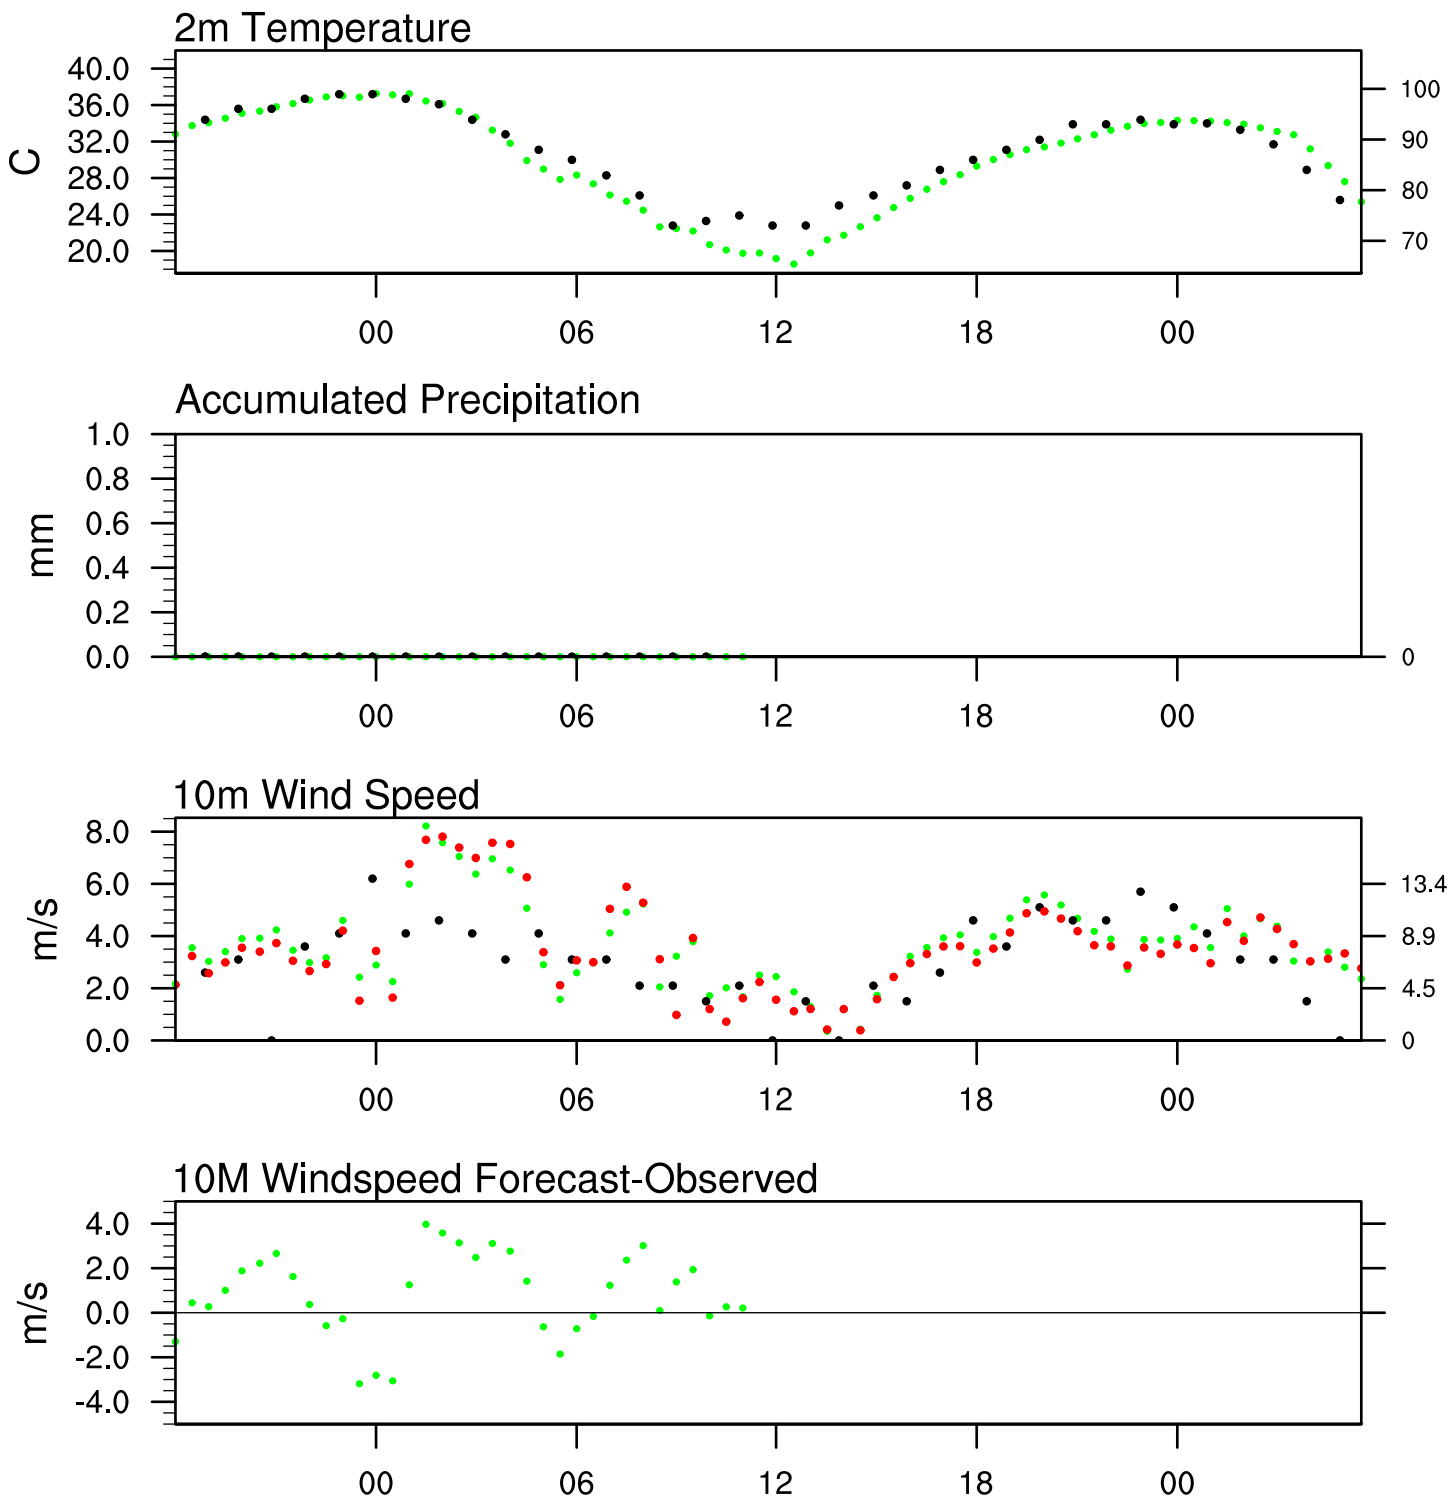 2m Temperature
C
40.0
36.0
32.0
28.0
24.0
20.0
100
90
80
70
00 06 12 18 00
Accumulated Precipitation
mm
1.0
0.8
0.6
0.4
0.2
0.0
0
00 06 12 18 00
10m Wind Speed
m/s
8.0
6.0
4.0
2.0
0.0
13.4
8.9
4.5
0
00 06 12 18 00
10M Windspeed Forecast-Observed
m/s
4.0
2.0
0.0
-2.0
-4.0
00 06 12 18 00